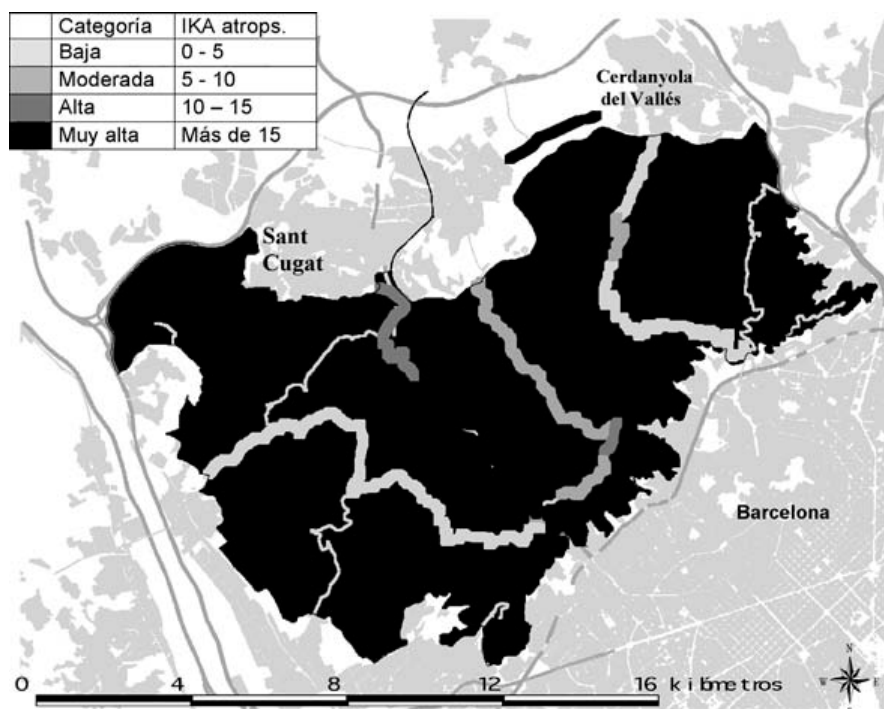 Categoría IKA atrops.
Baja 0 - 5
Moderada 5 - 10
Alta 10 – 15
Muy alta Más de 15
Cerdanyola
del Vallés
Sant
Cugat
Barcelona
N
W E
S
0 4 8 12 16 kilómetros